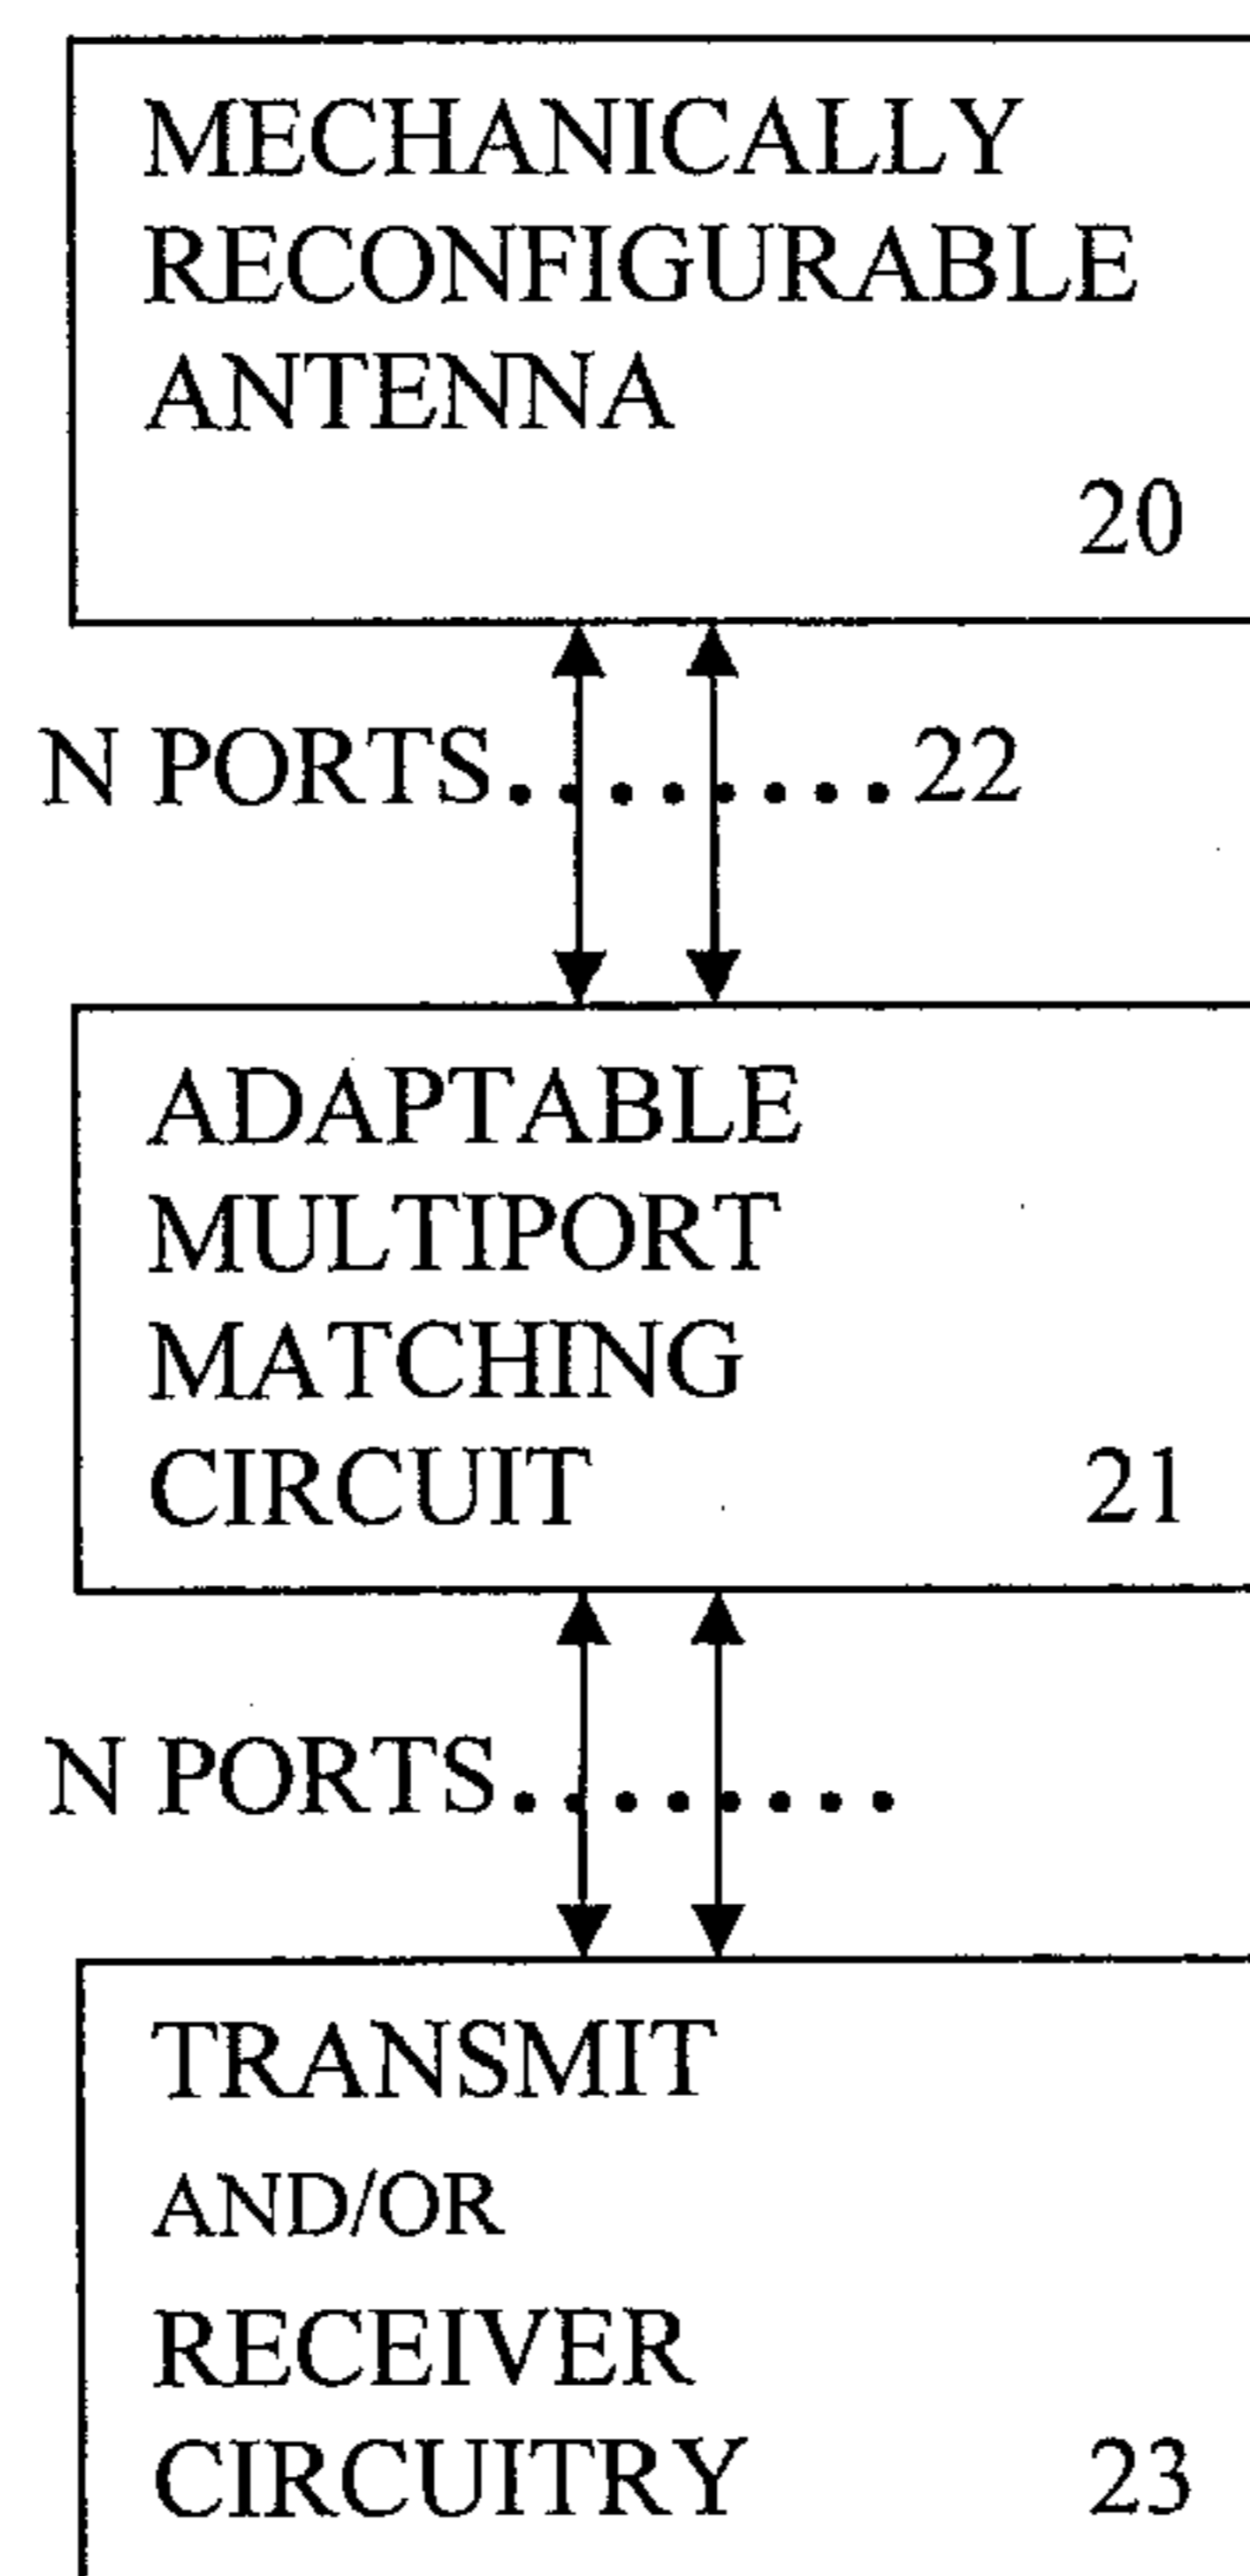 MECHANICALLY
RECONFIGURABLE
ANTENNA
20
N PORTS........22
ADAPTABLE
MULTIPORT
MATCHING
CIRCUIT 21
N PORTS........
TRANSMIT
AND/OR
RECEIVER
CIRCUITRY 23